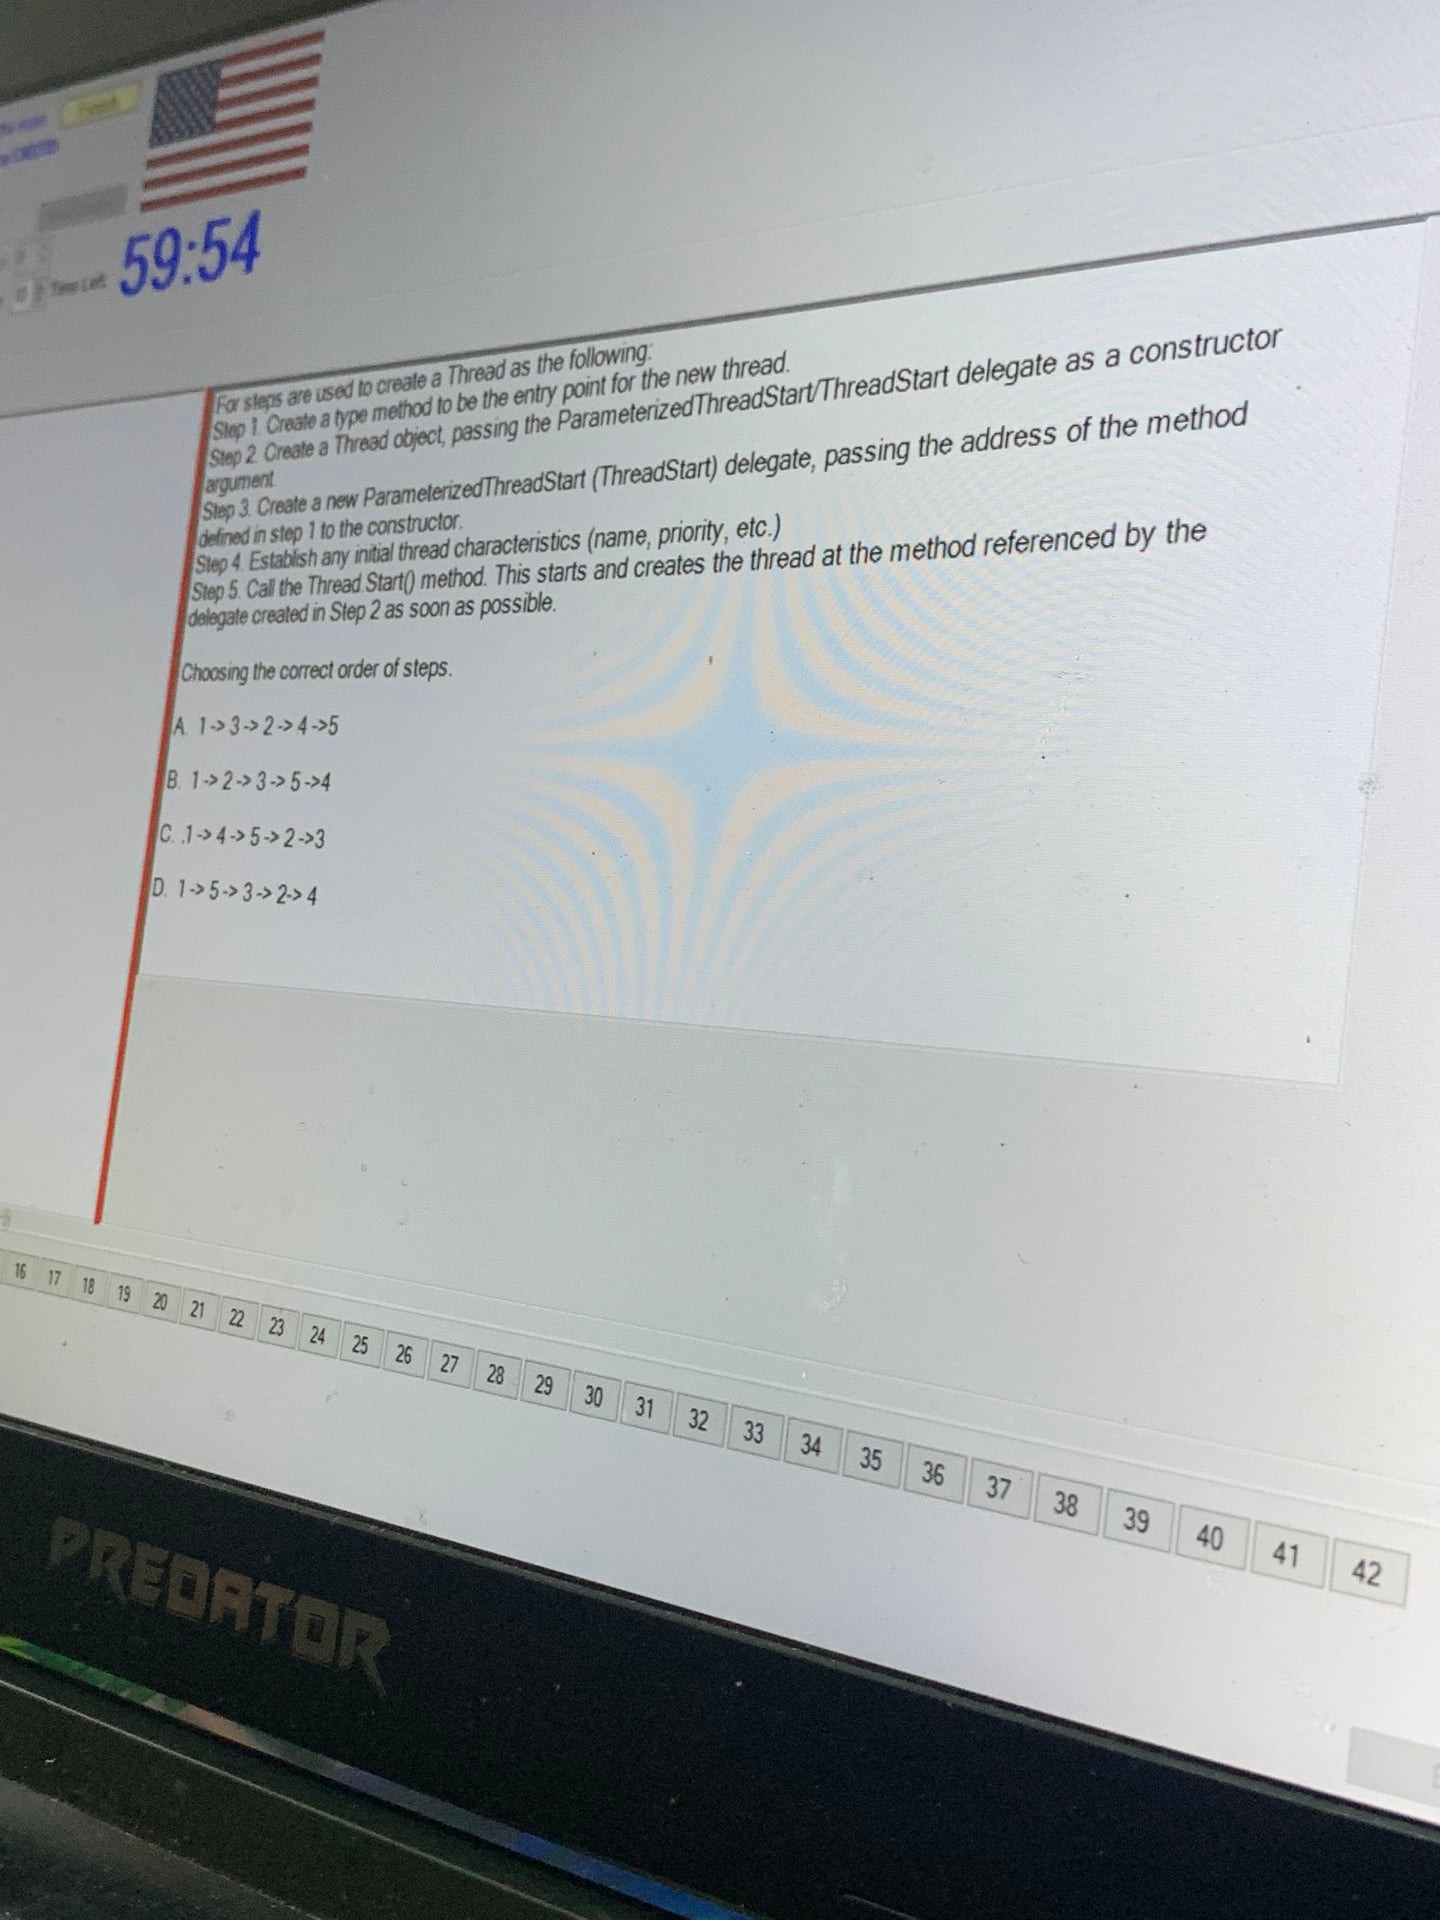 59:54
Time Left
For steps are used to create a Thread as the following:
Step 1. Create a type method to be the entry point for the new thread.
Step 2. Create a Thread object, passing the ParameterizedThreadStart/ThreadStart delegate as a constructor
argument.
Step 3. Create a new ParameterizedThreadStart (ThreadStart) delegate, passing the address of the method
defined in step 1 to the constructor.
Step 4. Establish any initial thread characteristics (name, priority, etc.)
Step 5. Call the Thread.Start() method. This starts and creates the thread at the method referenced by the
delegate created in Step 2 as soon as possible.
Choosing the correct order of steps.
A. 1-> 3-> 2-> 4->5
B. 1-> 2-> 3-> 5->4
C. .1-> 4-> 5-> 2->3
D. 1-> 5-> 3-> 2-> 4
16 17 18 19 20 21 22 23 24 25 26 27 28 29 30 31 32 33 34 35 36 37 38 39 40 41 42
PREDATOR